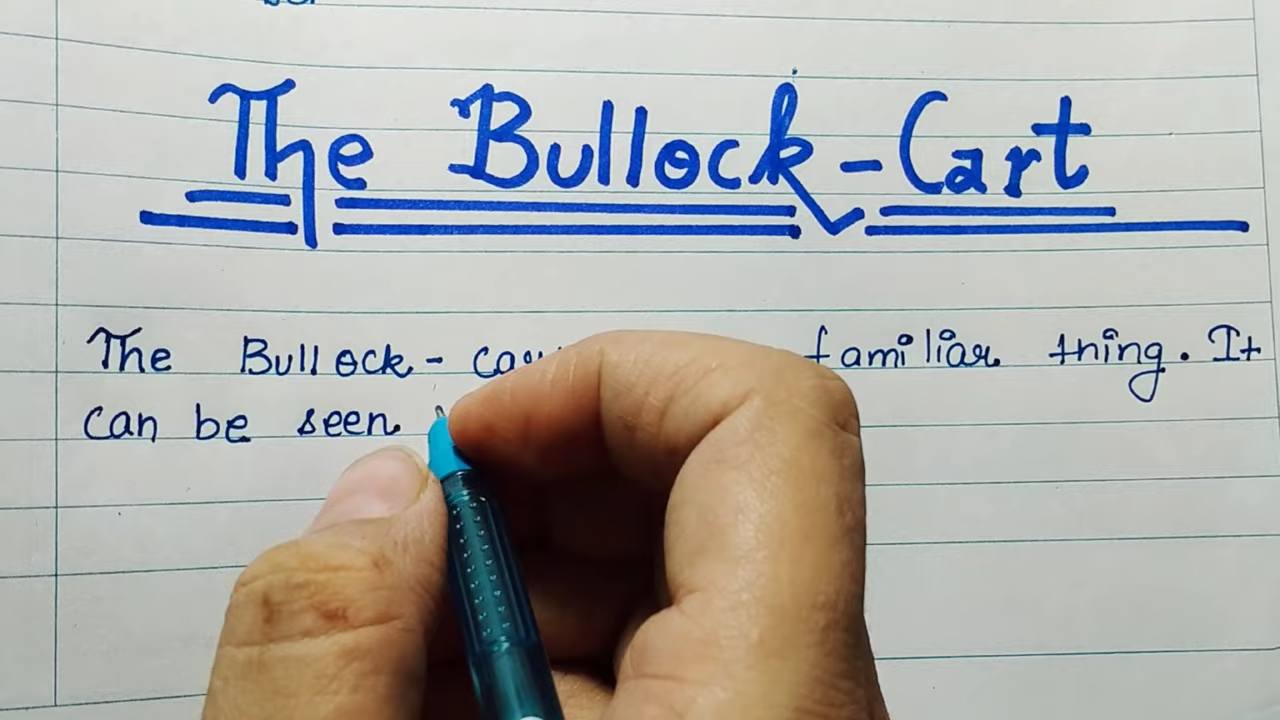 The Bullock-Cart
The Bullock- familiar thing. It
can be seen